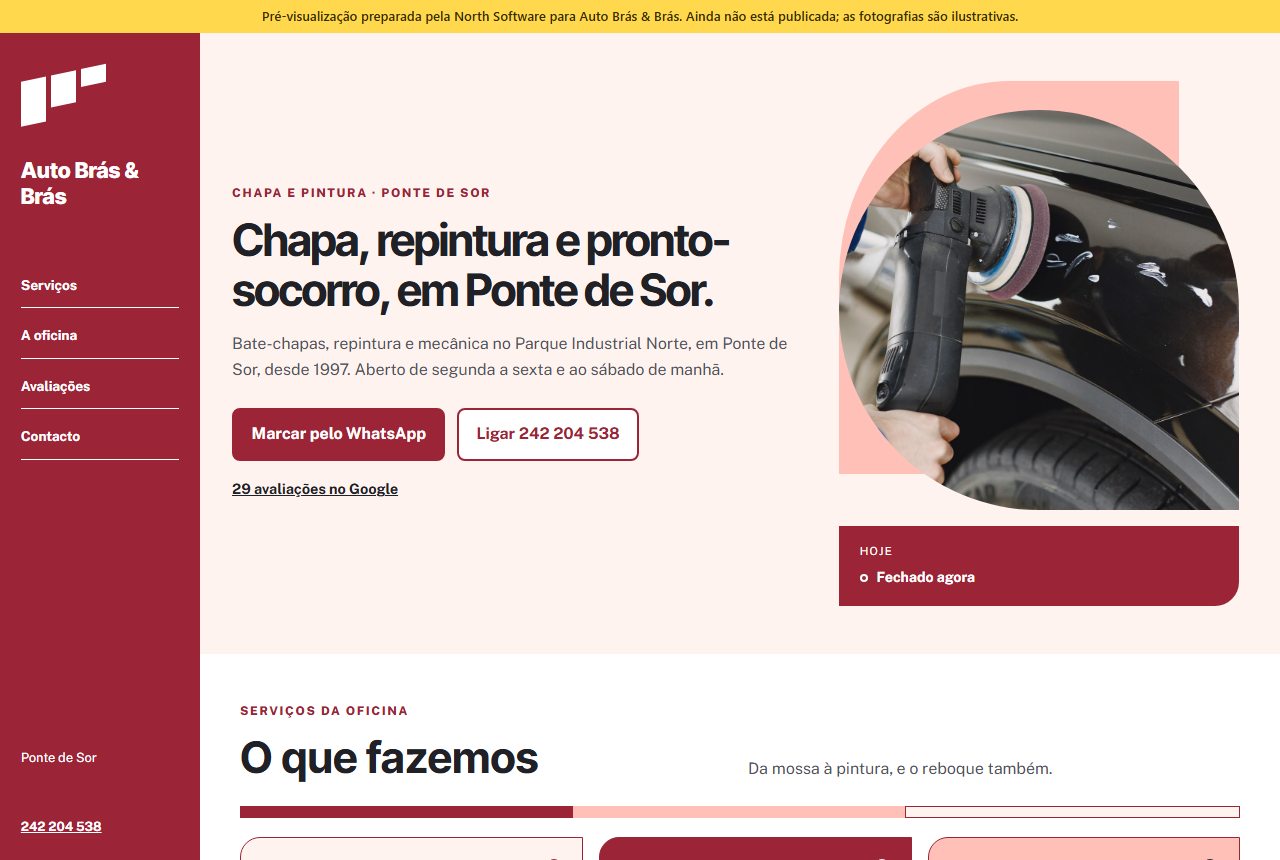 Pré-visualização preparada pela North Software para Auto Brás & Brás. Ainda não está publicada; as fotografias são ilustrativas.
Auto Brás &
Brás
Serviços
A oficina
Avaliações
Contacto
Ponte de Sor
242 204 538
CHAPA E PINTURA · PONTE DE SOR
Chapa, repintura e pronto-
socorro, em Ponte de Sor.
Bate-chapas, repintura e mecânica no Parque Industrial Norte, em Ponte de
Sor, desde 1997. Aberto de segunda a sexta e ao sábado de manhã.
Marcar pelo WhatsApp
Ligar 242 204 538
29 avaliações no Google
HOJE
Fechado agora
SERVIÇOS DA OFICINA
O que fazemos
Da mossa à pintura, e o reboque também.